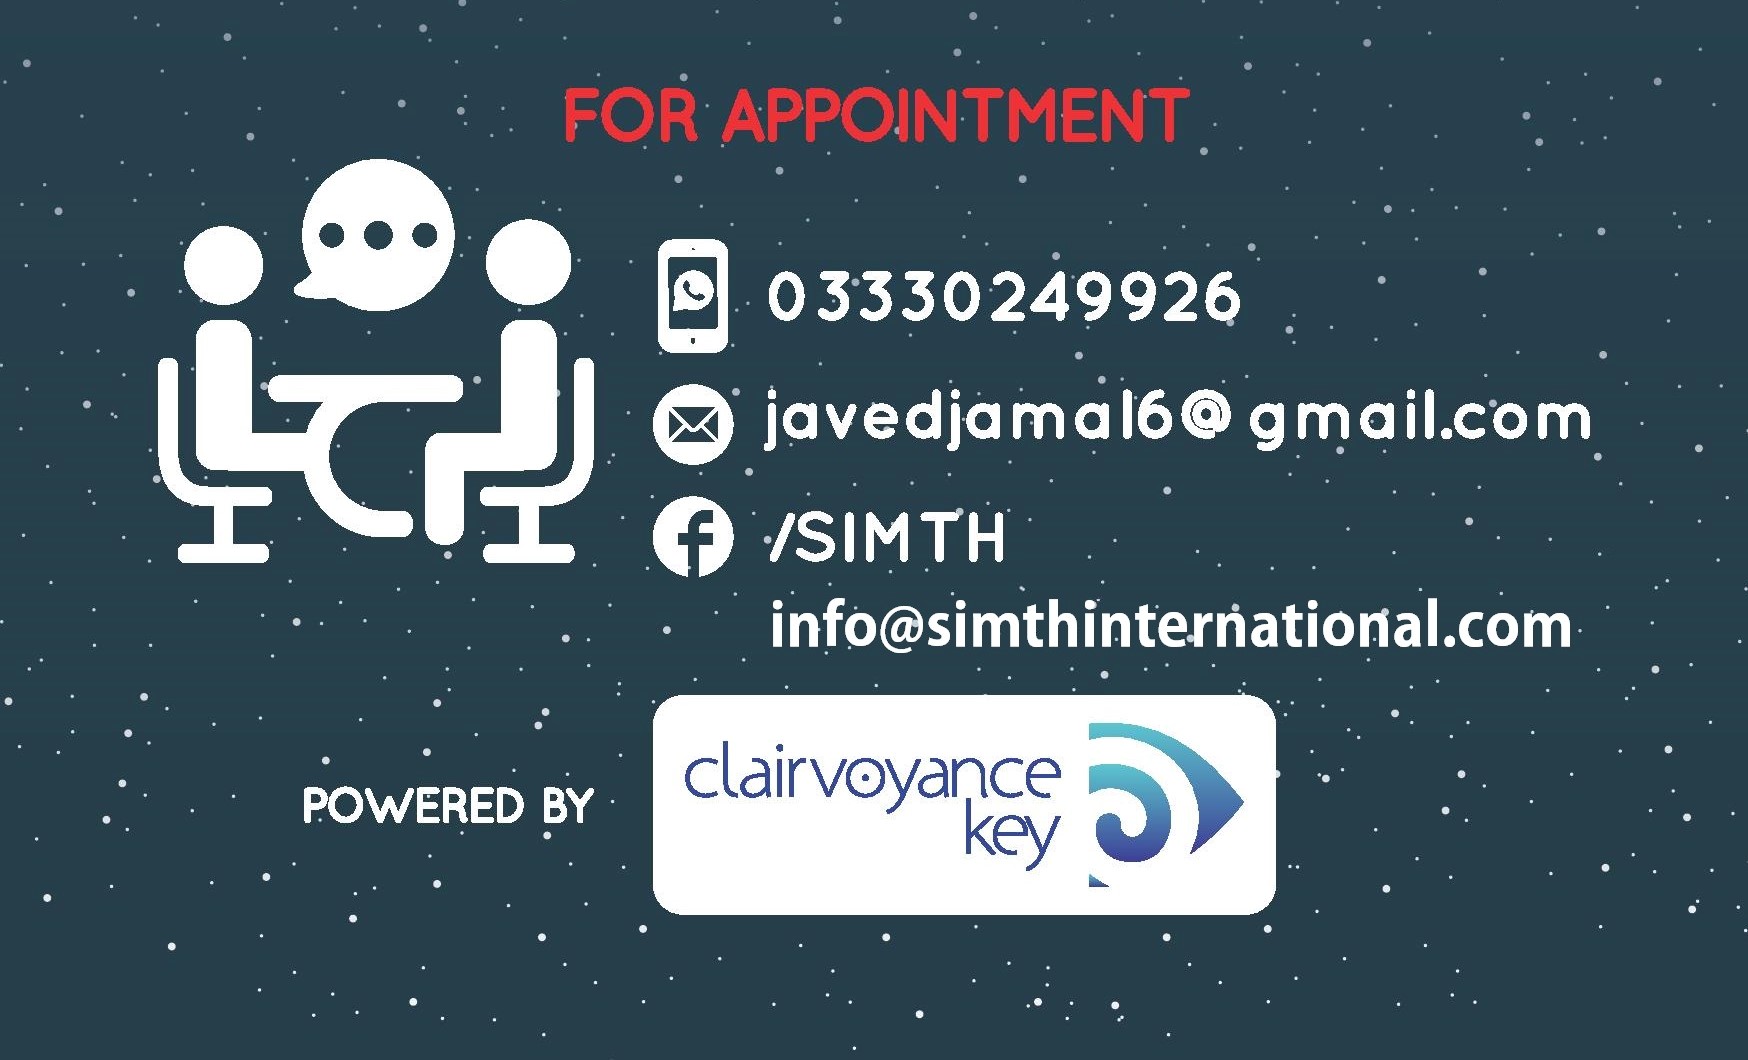 FOR APPOINTMENT
03330249926
javedjamal6@gmail.com
/SIMTH
info@simthinternational.com
POWERED BY
clairvoyance
key